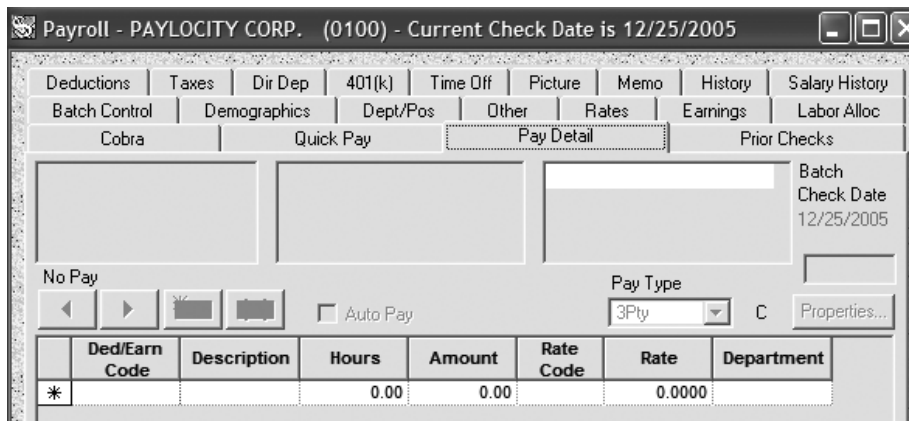 Payroll - PAYLOCITY CORP. (0100) - Current Check Date is 12/25/2005
Deductions Taxes Dir Dep 401(k) Time Off Picture Memo History Salary History
Batch Control Demographics Dept/Pos Other Rates Earnings Labor Alloc
Cobra Quick Pay Pay Detail Prior Checks
Batch
Check Date
12/25/2005
No Pay
Pay Type
Auto Pay 3Pty C Properties...
Ded/Earn Code Description Hours Amount Rate Code Rate Department
* 0.00 0.00 0.0000